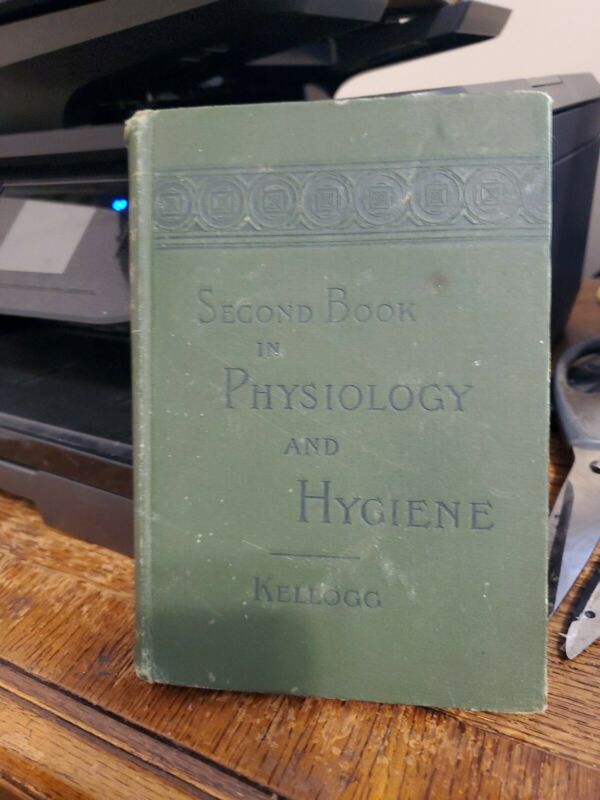 SECOND BOOK
IN
PHYSIOLOGY
AND
HYGIENE
KELLOGG